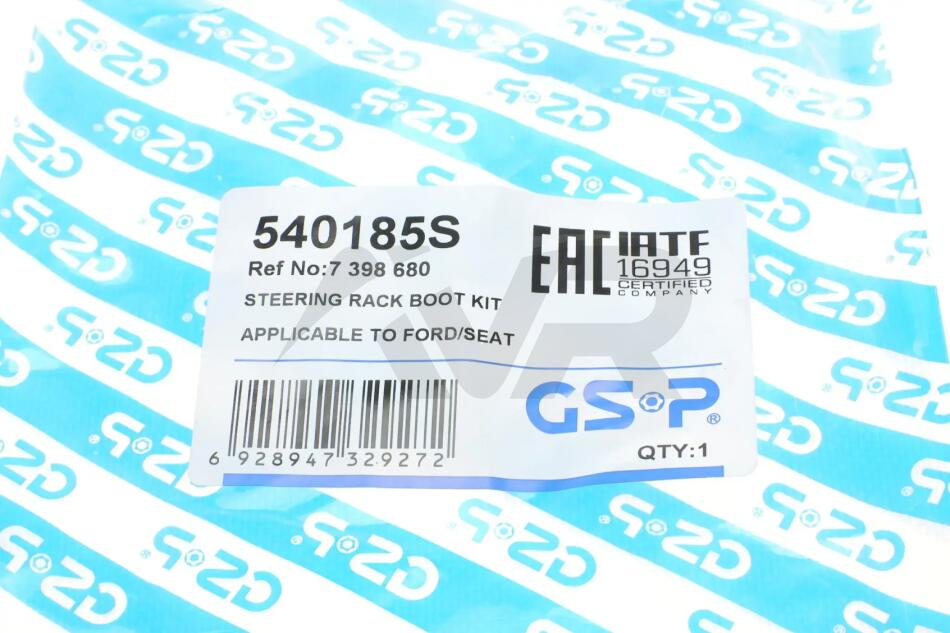 540185S
Ref No:7 398 680
STEERING RACK BOOT KIT
APPLICABLE TO FORD/SEAT
EAC
IATF
16949
CERTIFIED
COMPANY
GSP®
QTY:1
6 928947 329272
VR